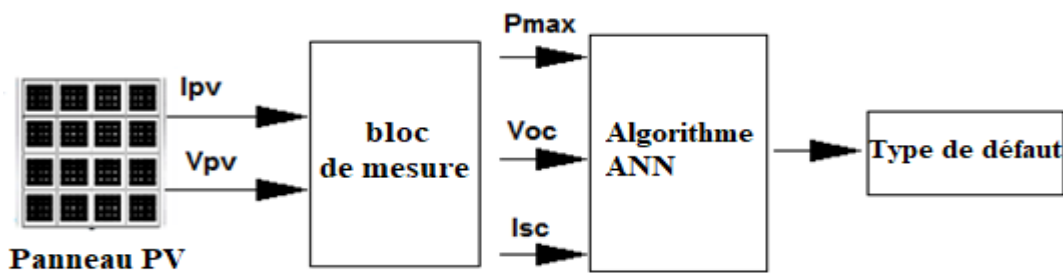 Ipv
Vpv
Panneau PV
bloc
de mesure
Pmax
Voc
Isc
Algorithme
ANN
Type de défaut